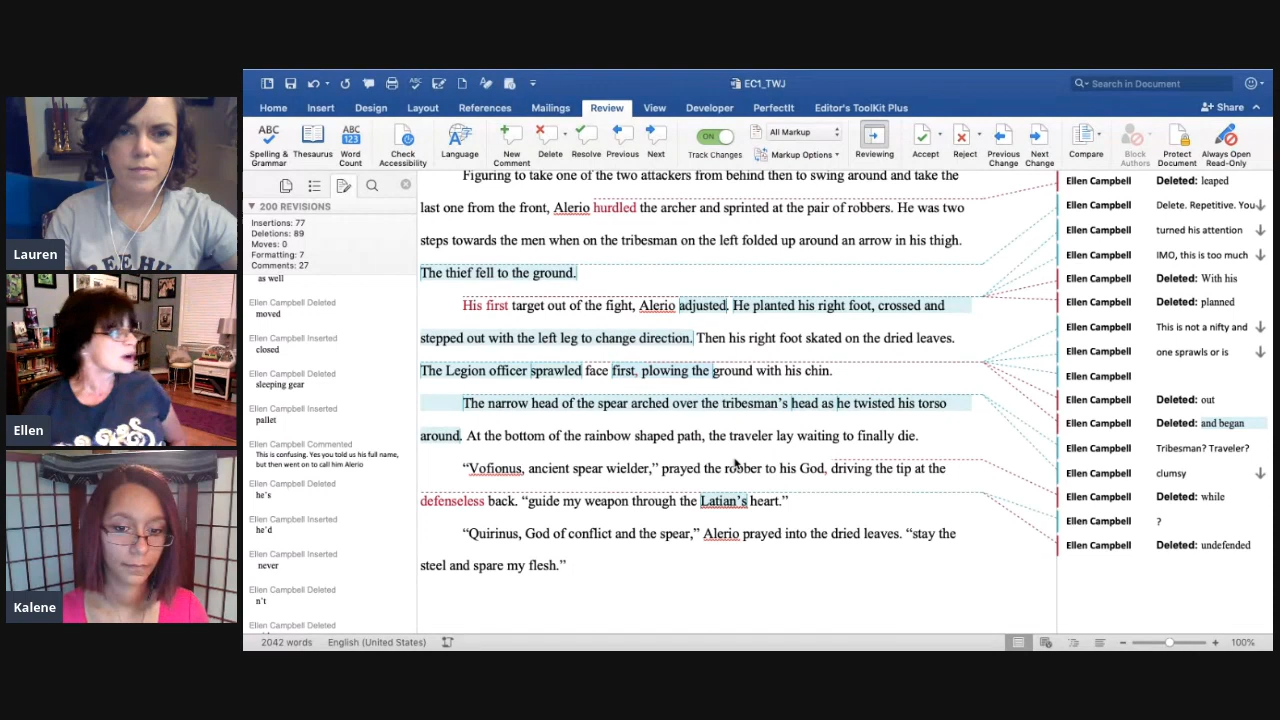 Lauren
Ellen
Kalene
EC1_TWJ
Search in Document
Home Insert Design Layout References Mailings Review View Developer PerfectIt Editor's ToolKit Plus
Share
ABC
Spelling & Grammar
Thesaurus
ABC 123
Word Count
Check Accessibility
Language
New Comment
Delete
Resolve
Previous
Next
ON
Track Changes
All Markup
Markup Options
Reviewing
Accept
Reject
Previous Change
Next Change
Compare
Block Authors
Protect Document
Always Open Read-Only
200 REVISIONS
Insertions: 77
Deletions: 89
Moves: 0
Formatting: 7
Comments: 27
as well
Ellen Campbell Deleted
moved
Ellen Campbell Inserted
closed
Ellen Campbell Deleted
sleeping gear
Ellen Campbell Inserted
pallet
Ellen Campbell Commented
This is confusing. Yes you told us his full name,
but then went on to call him Alerio
Ellen Campbell Deleted
he's
Ellen Campbell Inserted
he'd
Ellen Campbell Inserted
never
Ellen Campbell Deleted
n't
Ellen Campbell Deleted
Figuring to take one of the two attackers from behind then to swing around and take the
last one from the front, Alerio hurdled the archer and sprinted at the pair of robbers. He was two
steps towards the men when on the tribesman on the left folded up around an arrow in his thigh.
The thief fell to the ground.
His first target out of the fight, Alerio adjusted. He planted his right foot, crossed and
stepped out with the left leg to change direction. Then his right foot skated on the dried leaves.
The Legion officer sprawled face first, plowing the ground with his chin.
The narrow head of the spear arched over the tribesman's head as he twisted his torso
around. At the bottom of the rainbow shaped path, the traveler lay waiting to finally die.
“Vofionus, ancient spear wielder,” prayed the robber to his God, driving the tip at the
defenseless back. “guide my weapon through the Latian's heart.”
“Quirinus, God of conflict and the spear,” Alerio prayed into the dried leaves. “stay the
steel and spare my flesh.”
Ellen Campbell Deleted: leaped
Ellen Campbell Delete. Repetitive. You
Ellen Campbell turned his attention
Ellen Campbell IMO, this is too much
Ellen Campbell Deleted: With his
Ellen Campbell Deleted: planned
Ellen Campbell This is not a nifty and
Ellen Campbell one sprawls or is
Ellen Campbell
Ellen Campbell Deleted: out
Ellen Campbell Deleted: and began
Ellen Campbell Tribesman? Traveler?
Ellen Campbell clumsy
Ellen Campbell Deleted: while
Ellen Campbell ?
Ellen Campbell Deleted: undefended
2042 words English (United States)
100%